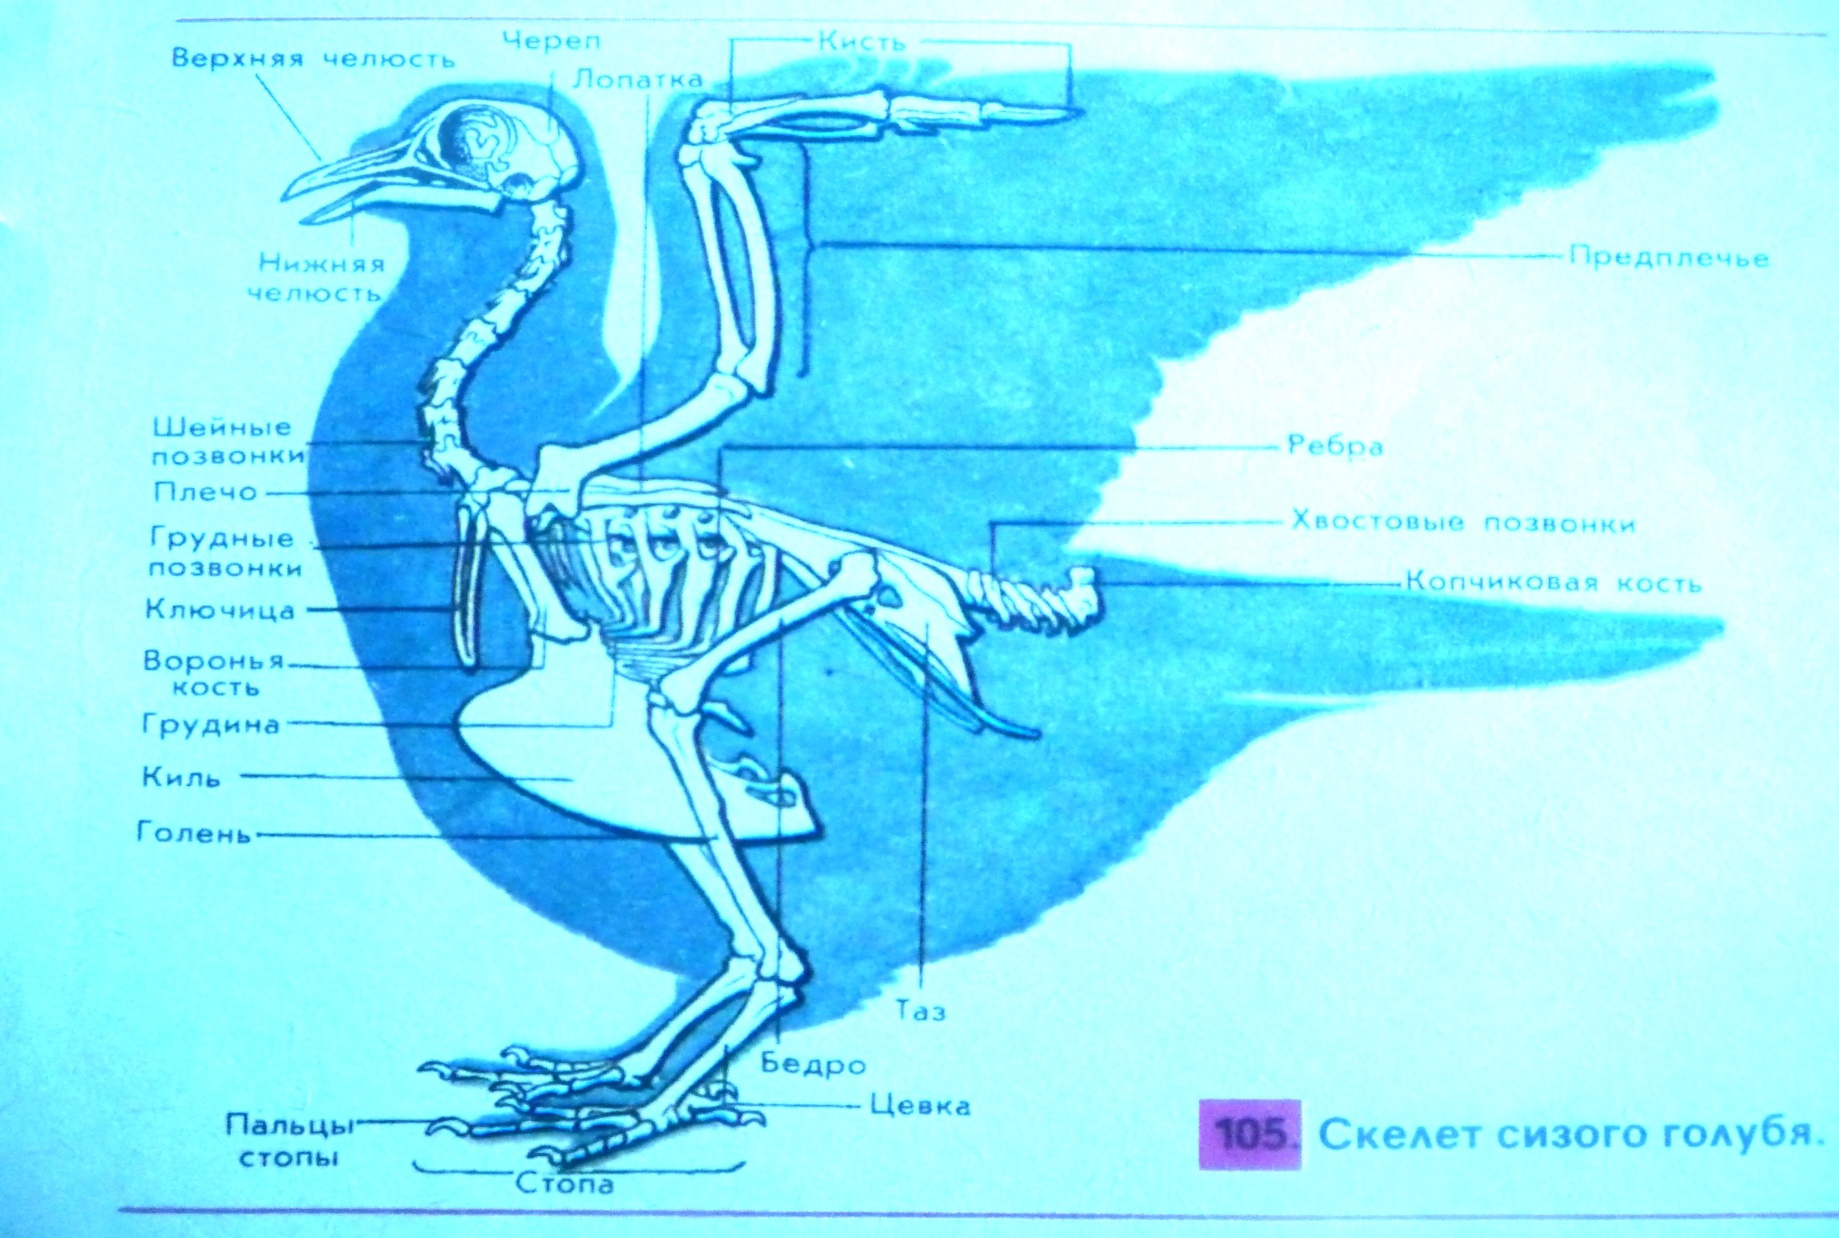 Череп
Кисть
Верхняя челюсть
Лопатка
Нижняя
челюсть
Предплечье
Шейные
позвонки
Ребра
Плечо
Хвостовые позвонки
Грудные
позвонки
Копчиковая кость
Ключица
Воронья
кость
Грудина
Киль
Голень
Таз
Бедро
Цевка
Пальцы
стопы
Стопа
105. Скелет сизого голубя.